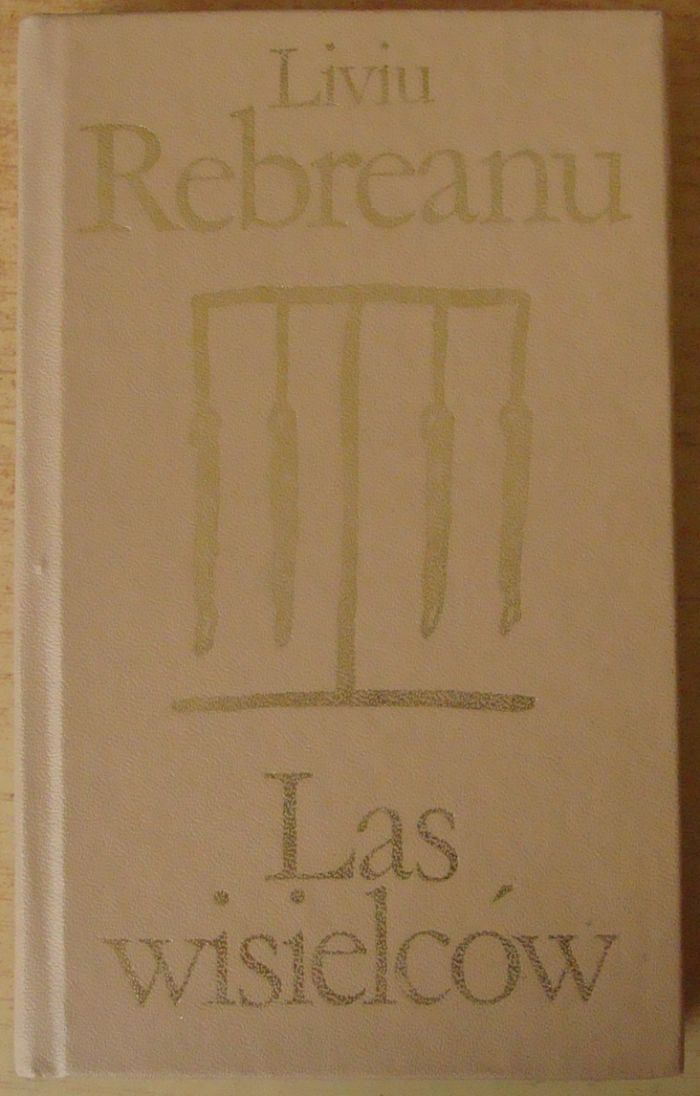 Liviu
Rebreanu
Las
wisielców